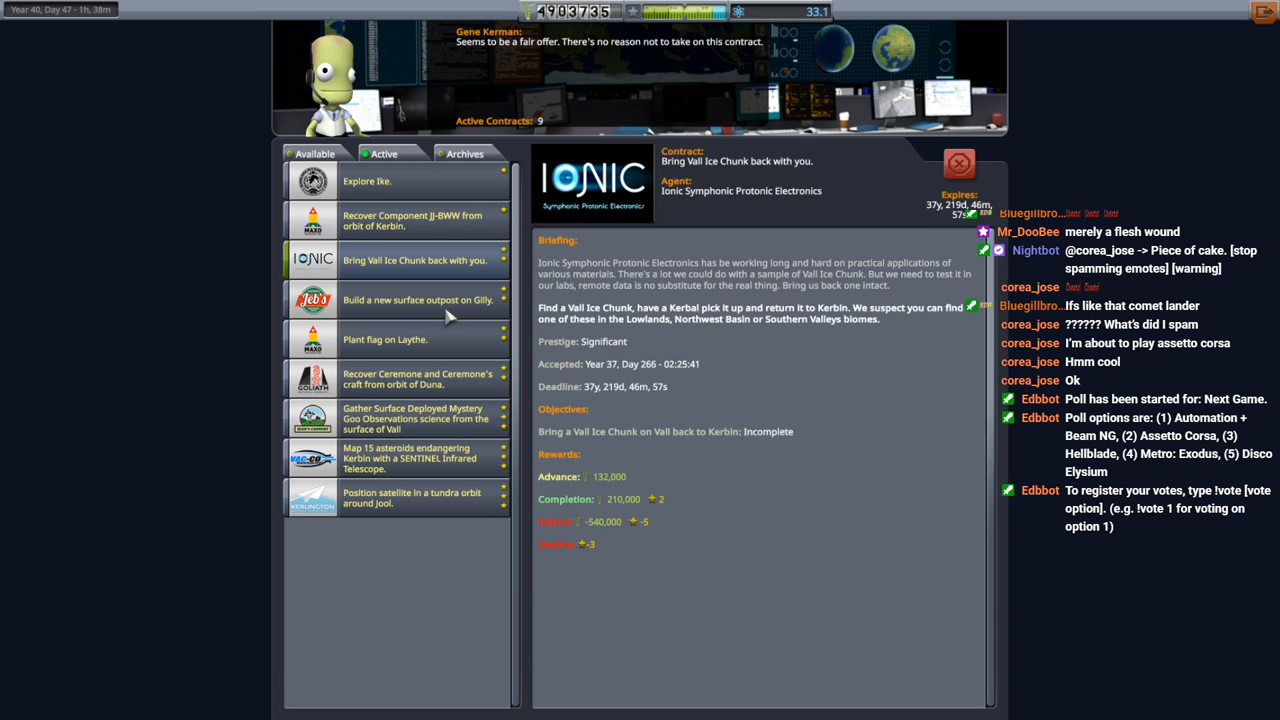 Year 40, Day 47 - 1h, 38m
4903735
33.1
Gene Kerman:
Seems to be a fair offer. There's no reason not to take on this contract.
Active Contracts: 9
Available
Active
Archives
Explore Ike.
Recover Component JJ-BWW from
orbit of Kerbin.
Bring Vall Ice Chunk back with you.
Build a new surface outpost on Gilly.
Plant flag on Laythe.
Recover Ceremone and Ceremone's
craft from orbit of Duna.
Gather Surface Deployed Mystery
Goo Observations science from the
surface of Vall
Map 15 asteroids endangering
Kerbin with a SENTINEL Infrared
Telescope.
Position satellite in a tundra orbit
around Jool.
MAXO
IONIC
Jeb's
MAXO
GOLIATH
VAC-CO
KERLINGTON
IONIC
Symphonic Protonic Electronics
Contract:
Bring Vall Ice Chunk back with you.
Agent:
Ionic Symphonic Protonic Electronics
Expires:
37y, 219d, 46m,
57s
Briefing:
Ionic Symphonic Protonic Electronics has be working long and hard on practical applications of
various materials. There's a lot we could do with a sample of Vall Ice Chunk. But we need to test it in
our labs, remote data is no substitute for the real thing. Bring us back one intact.
Find a Vall Ice Chunk, have a Kerbal pick it up and return it to Kerbin. We suspect you can find
one of these in the Lowlands, Northwest Basin or Southern Valleys biomes.
Prestige: Significant
Accepted: Year 37, Day 266 - 02:25:41
Deadline: 37y, 219d, 46m, 57s
Objectives:
Bring a Vall Ice Chunk on Vall back to Kerbin: Incomplete
Rewards:
Advance: 132,000
Completion: 210,000 2
Failure: -540,000 -5
Decline: -3
Bluegillbro...
Mr_DooBee merely a flesh wound
Nightbot @corea_jose -> Piece of cake. [stop
spamming emotes] [warning]
corea_jose
Bluegillbro... Ifs like that comet lander
corea_jose ?????? What's did I spam
corea_jose I'm about to play assetto corsa
corea_jose Hmm cool
corea_jose Ok
Edbbot Poll has been started for: Next Game.
Edbbot Poll options are: (1) Automation +
Beam NG, (2) Assetto Corsa, (3)
Hellblade, (4) Metro: Exodus, (5) Disco
Elysium
Edbbot To register your votes, type !vote [vote
option]. (e.g. !vote 1 for voting on
option 1)